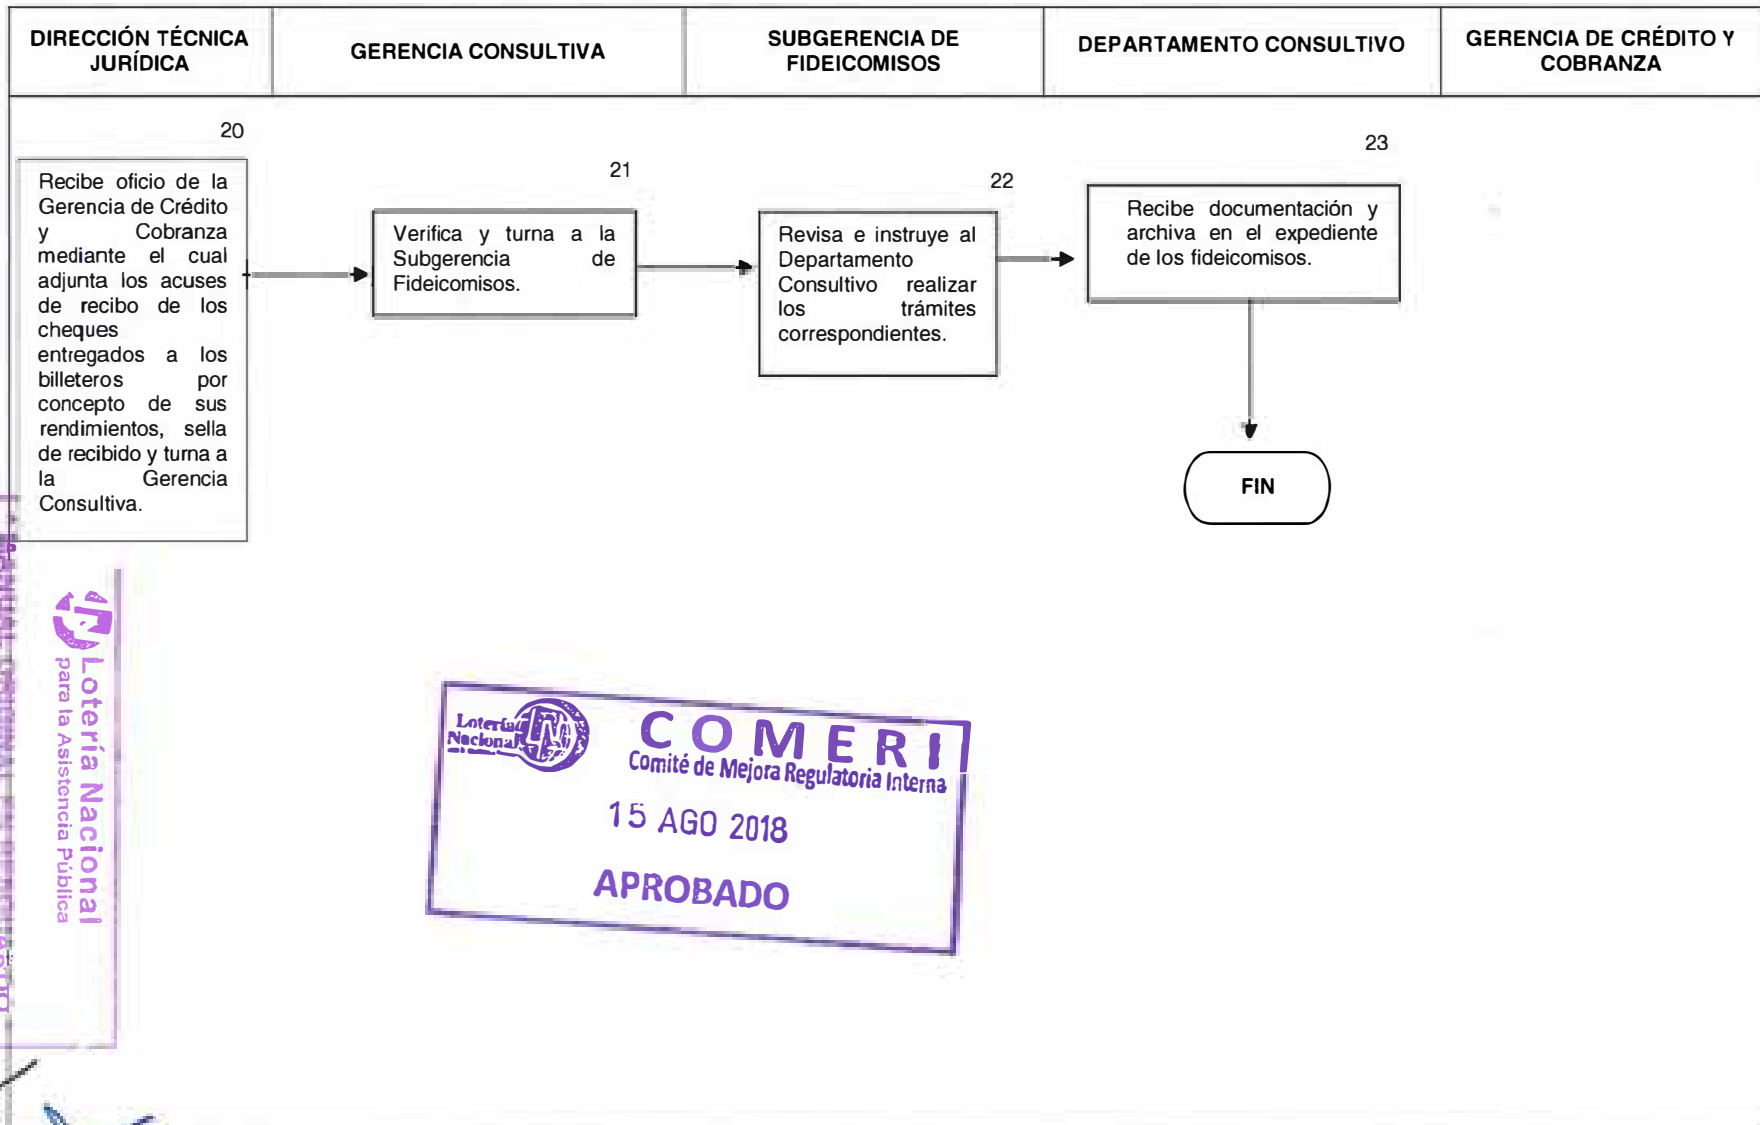 DIRECCIÓN TÉCNICA
JURÍDICA
GERENCIA CONSULTIVA
SUBGERENCIA DE
FIDEICOMISOS
DEPARTAMENTO CONSULTIVO
GERENCIA DE CRÉDITO Y
COBRANZA
20
Recibe oficio de la
Gerencia de Crédito
y Cobranza
mediante el cual
adjunta los acuses
de recibo de los
cheques
entregados a los
billeteros por
concepto de sus
rendimientos, sella
de recibido y turna a
la Gerencia
Consultiva.
21
Verifica y turna a la
Subgerencia de
Fideicomisos.
22
Revisa e instruye al
Departamento
Consultivo realizar
los trámites
correspondientes.
23
Recibe documentación y
archiva en el expediente
de los fideicomisos.
FIN
Lotería Nacional
para la Asistencia Pública
Lotería
Nacional
COMERI
Comité de Mejora Regulatoria Interna
15 AGO 2018
APROBADO